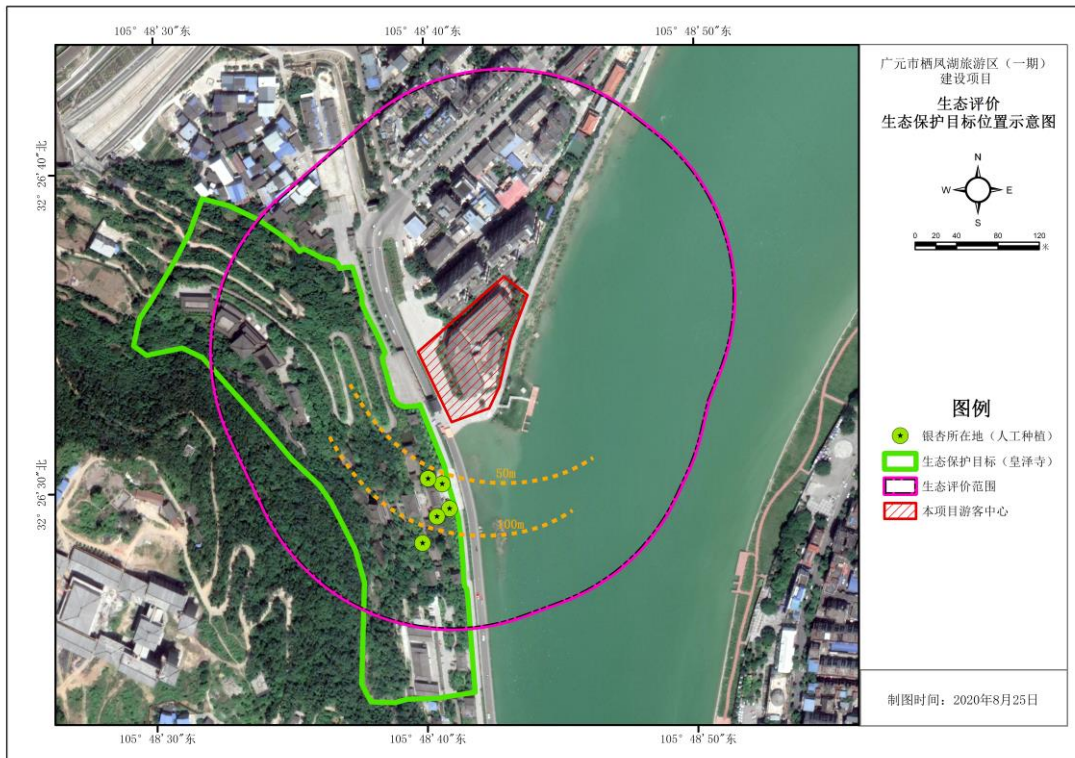 105° 48'30"东
105° 48'40"东
105° 48'50"东
32° 26'40"北
32° 26'30"北
50m
100m
105° 48'30"东
105° 48'40"东
105° 48'50"东
广元市栖凤湖旅游区（一期）
建设项目
生态评价
生态保护目标位置示意图
N
W
E
S
0 20 40 80 120
米
图例
银杏所在地（人工种植）
生态保护目标（皇泽寺）
生态评价范围
本项目游客中心
制图时间：2020年8月25日